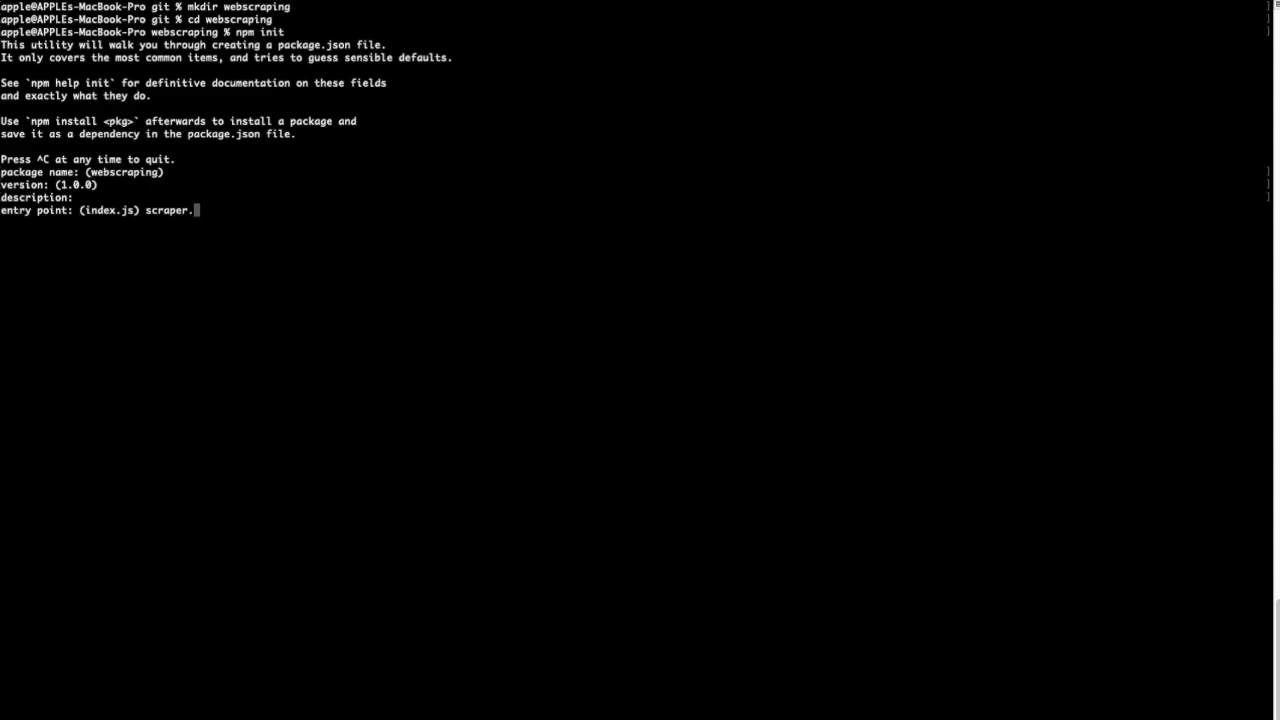 apple@APPLEs-MacBook-Pro git % mkdir webscraping
apple@APPLEs-MacBook-Pro git % cd webscraping
apple@APPLEs-MacBook-Pro webscraping % npm init
This utility will walk you through creating a package.json file.
It only covers the most common items, and tries to guess sensible defaults.
See `npm help init` for definitive documentation on these fields
and exactly what they do.
Use `npm install <pkg>` afterwards to install a package and
save it as a dependency in the package.json file.
Press ^C at any time to quit.
package name: (webscraping)
version: (1.0.0)
description:
entry point: (index.js) scraper.